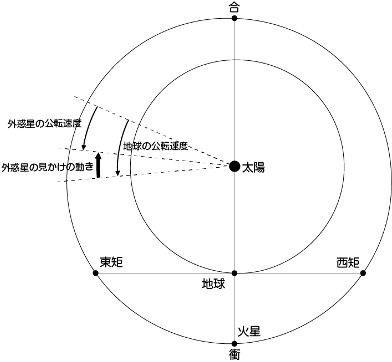 合
外惑星の公転速度
地球の公転速度
外惑星の見かけの動き
太陽
東矩
西矩
地球
火星
衝